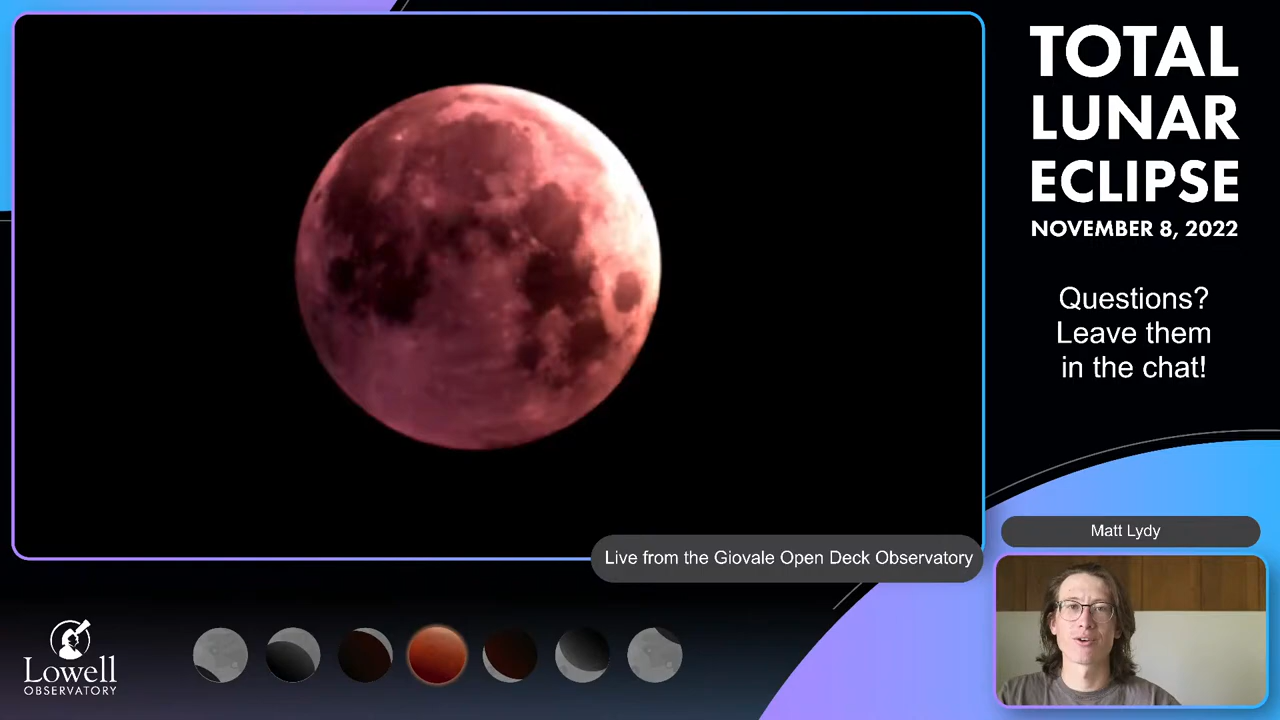 TOTAL
LUNAR
ECLIPSE
NOVEMBER 8, 2022
Questions?
Leave them
in the chat!
Matt Lydy
Live from the Giovale Open Deck Observatory
Lowell
OBSERVATORY